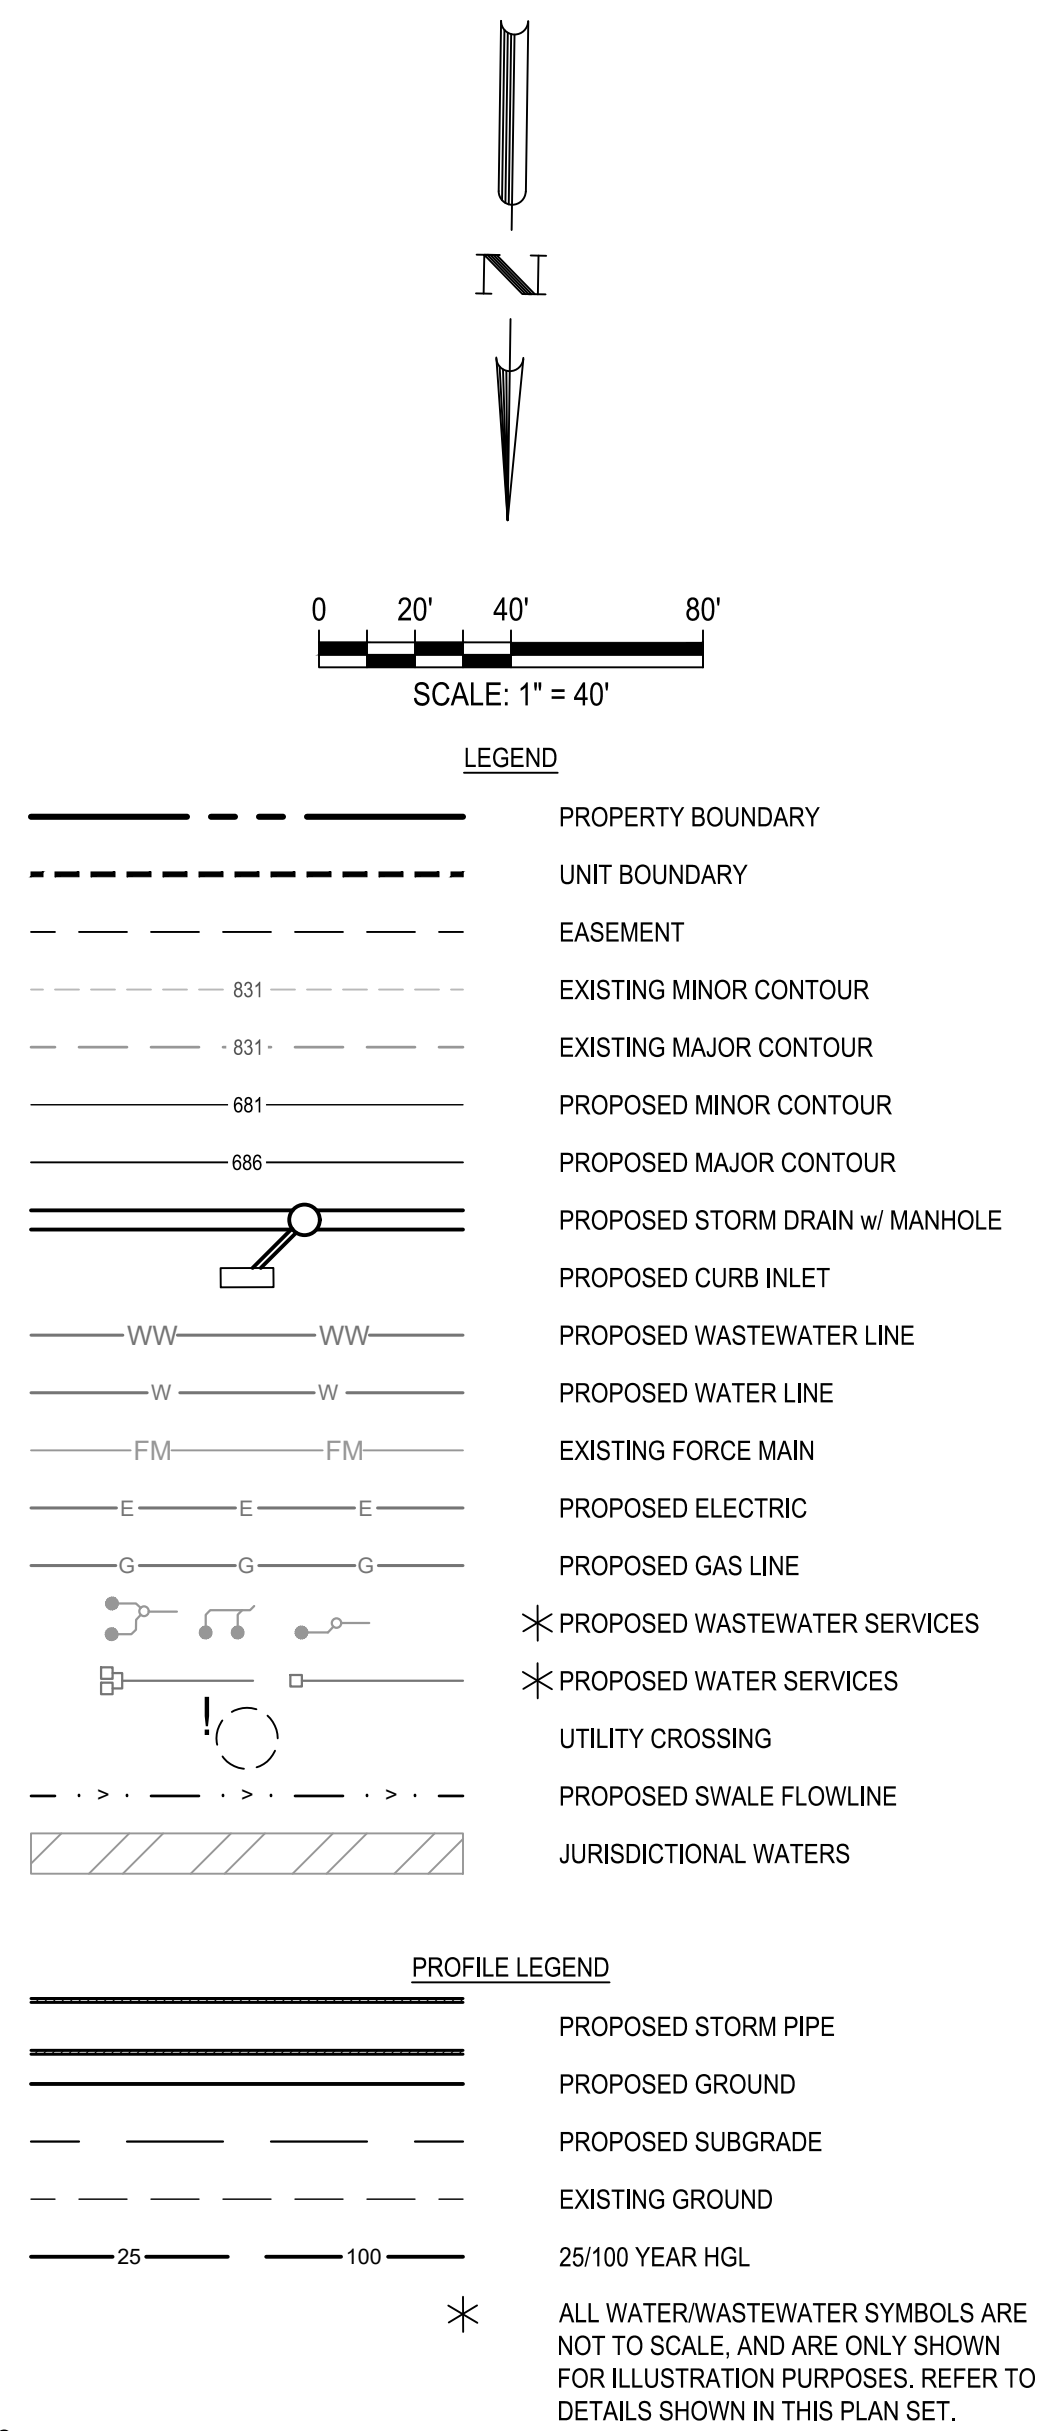 N
0 20' 40' 80'
SCALE: 1" = 40'
LEGEND
PROPERTY BOUNDARY
UNIT BOUNDARY
EASEMENT
831 EXISTING MINOR CONTOUR
831 EXISTING MAJOR CONTOUR
681 PROPOSED MINOR CONTOUR
686 PROPOSED MAJOR CONTOUR
PROPOSED STORM DRAIN w/ MANHOLE
PROPOSED CURB INLET
WW WW PROPOSED WASTEWATER LINE
W W PROPOSED WATER LINE
FM FM EXISTING FORCE MAIN
E E E PROPOSED ELECTRIC
G G G PROPOSED GAS LINE
* PROPOSED WASTEWATER SERVICES
* PROPOSED WATER SERVICES
! UTILITY CROSSING
> > > PROPOSED SWALE FLOWLINE
JURISDICTIONAL WATERS
PROFILE LEGEND
PROPOSED STORM PIPE
PROPOSED GROUND
PROPOSED SUBGRADE
EXISTING GROUND
25 100 25/100 YEAR HGL
* ALL WATER/WASTEWATER SYMBOLS ARE
NOT TO SCALE, AND ARE ONLY SHOWN
FOR ILLUSTRATION PURPOSES. REFER TO
DETAILS SHOWN IN THIS PLAN SET.